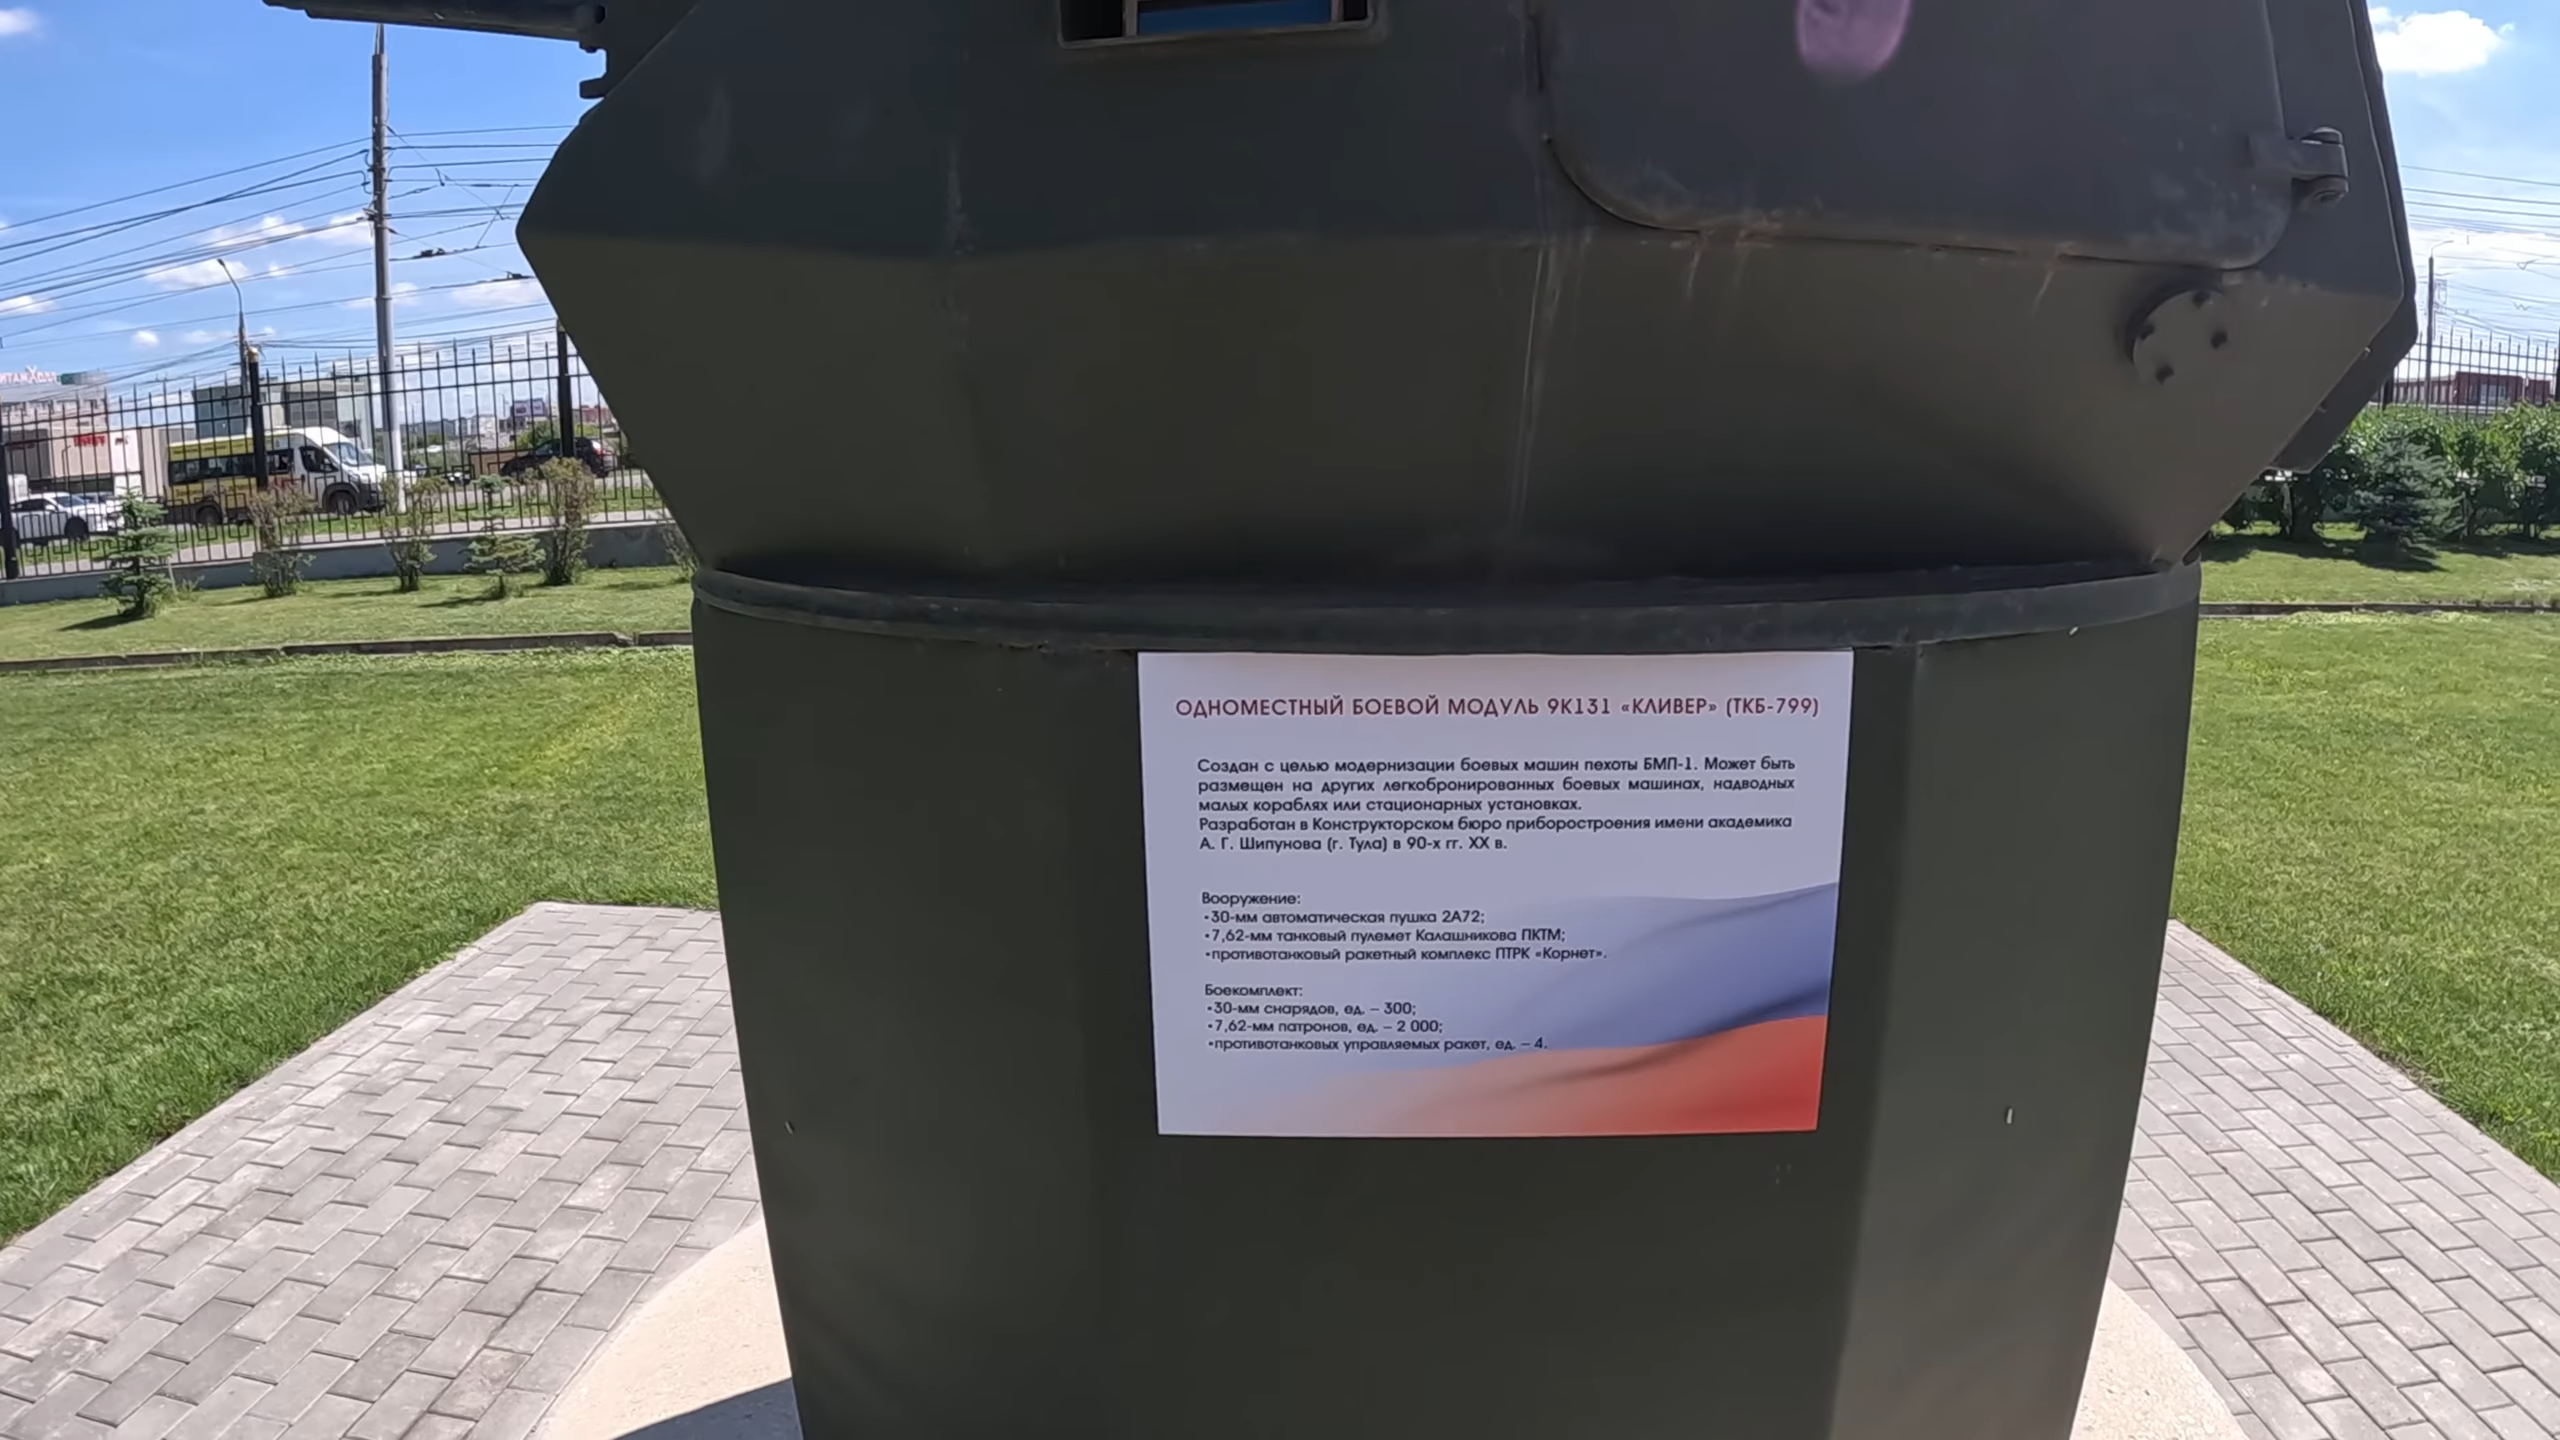 ОДНОМЕСТНЫЙ БОЕВОЙ МОДУЛЬ 9К131 «КЛИВЕР» (ТКБ-799)
Создан с целью модернизации боевых машин пехоты БМП-1. Может быть
размещен на других легкобронированных боевых машинах, надводных
малых кораблях или стационарных установках.
Разработан в Конструкторском бюро приборостроения имени академика
А. Г. Шипунова (г. Тула) в 90-х гг. XX в.
Вооружение:
•30-мм автоматическая пушка 2А72;
•7,62-мм танковый пулемет Калашникова ПКТМ;
•противотанковый ракетный комплекс ПТРК «Корнет».
Боекомплект:
•30-мм снарядов, ед. – 300;
•7,62-мм патронов, ед. – 2 000;
•противотанковых управляемых ракет, ед. – 4.